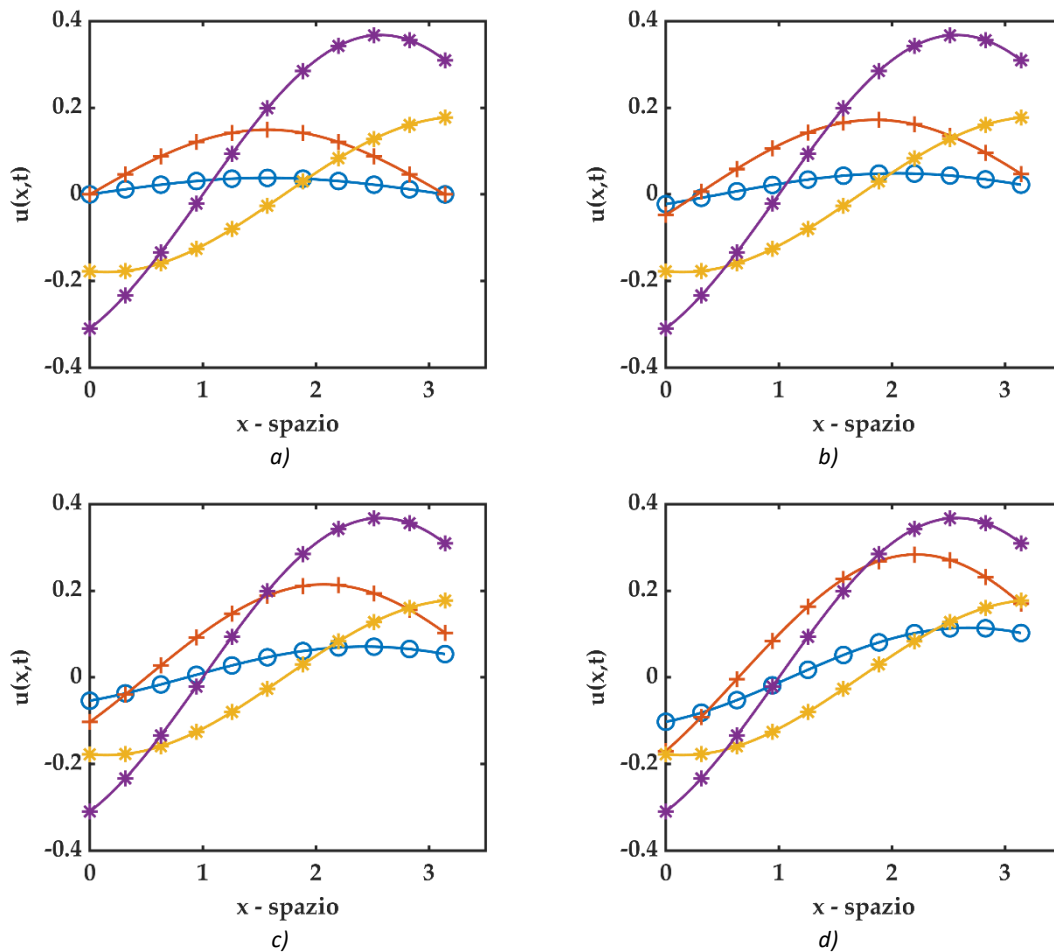 0.4
0.2
u(x,t)
0
-0.2
-0.4
0 1 2 3
x - spazio
a)
0.4
0.2
u(x,t)
0
-0.2
-0.4
0 1 2 3
x - spazio
b)
0.4
0.2
u(x,t)
0
-0.2
-0.4
0 1 2 3
x - spazio
c)
0.4
0.2
u(x,t)
0
-0.2
-0.4
0 1 2 3
x - spazio
d)